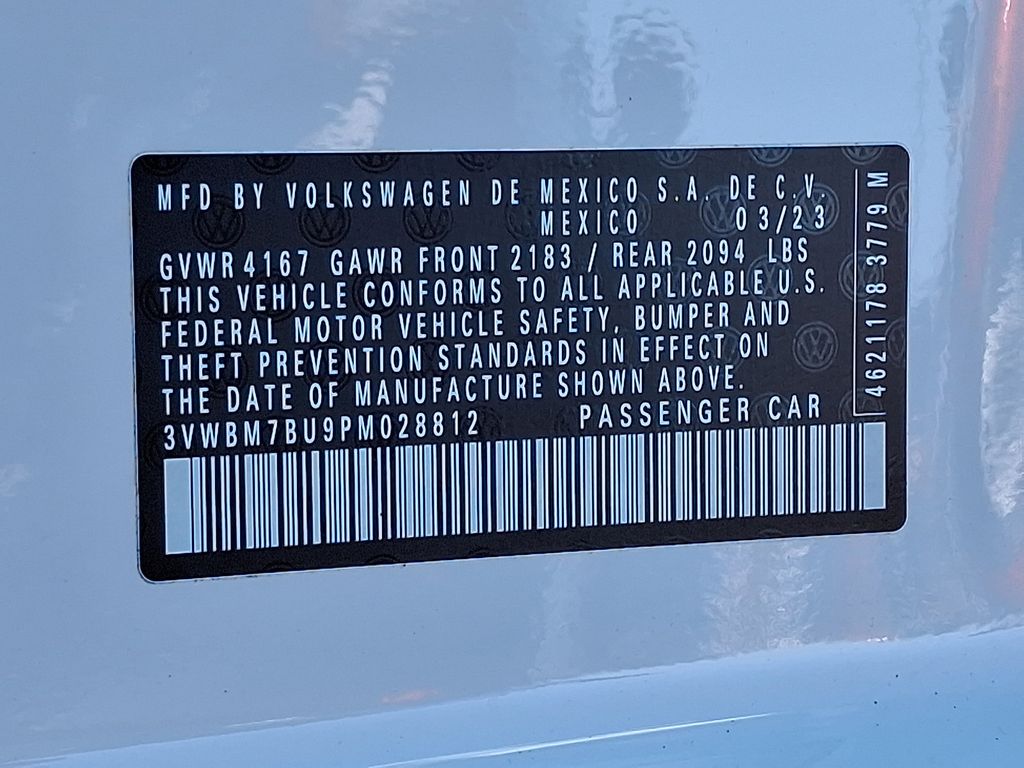 MFD BY VOLKSWAGEN DE MEXICO S.A. DE C.V.
MEXICO 03/23
GVWR 4167 GAWR FRONT 2183 / REAR 2094 LBS
THIS VEHICLE CONFORMS TO ALL APPLICABLE U.S.
FEDERAL MOTOR VEHICLE SAFETY, BUMPER AND
THEFT PREVENTION STANDARDS IN EFFECT ON
THE DATE OF MANUFACTURE SHOWN ABOVE.
3VWBM7BU9PM028812 PASSENGER CAR
46211178 3779 M